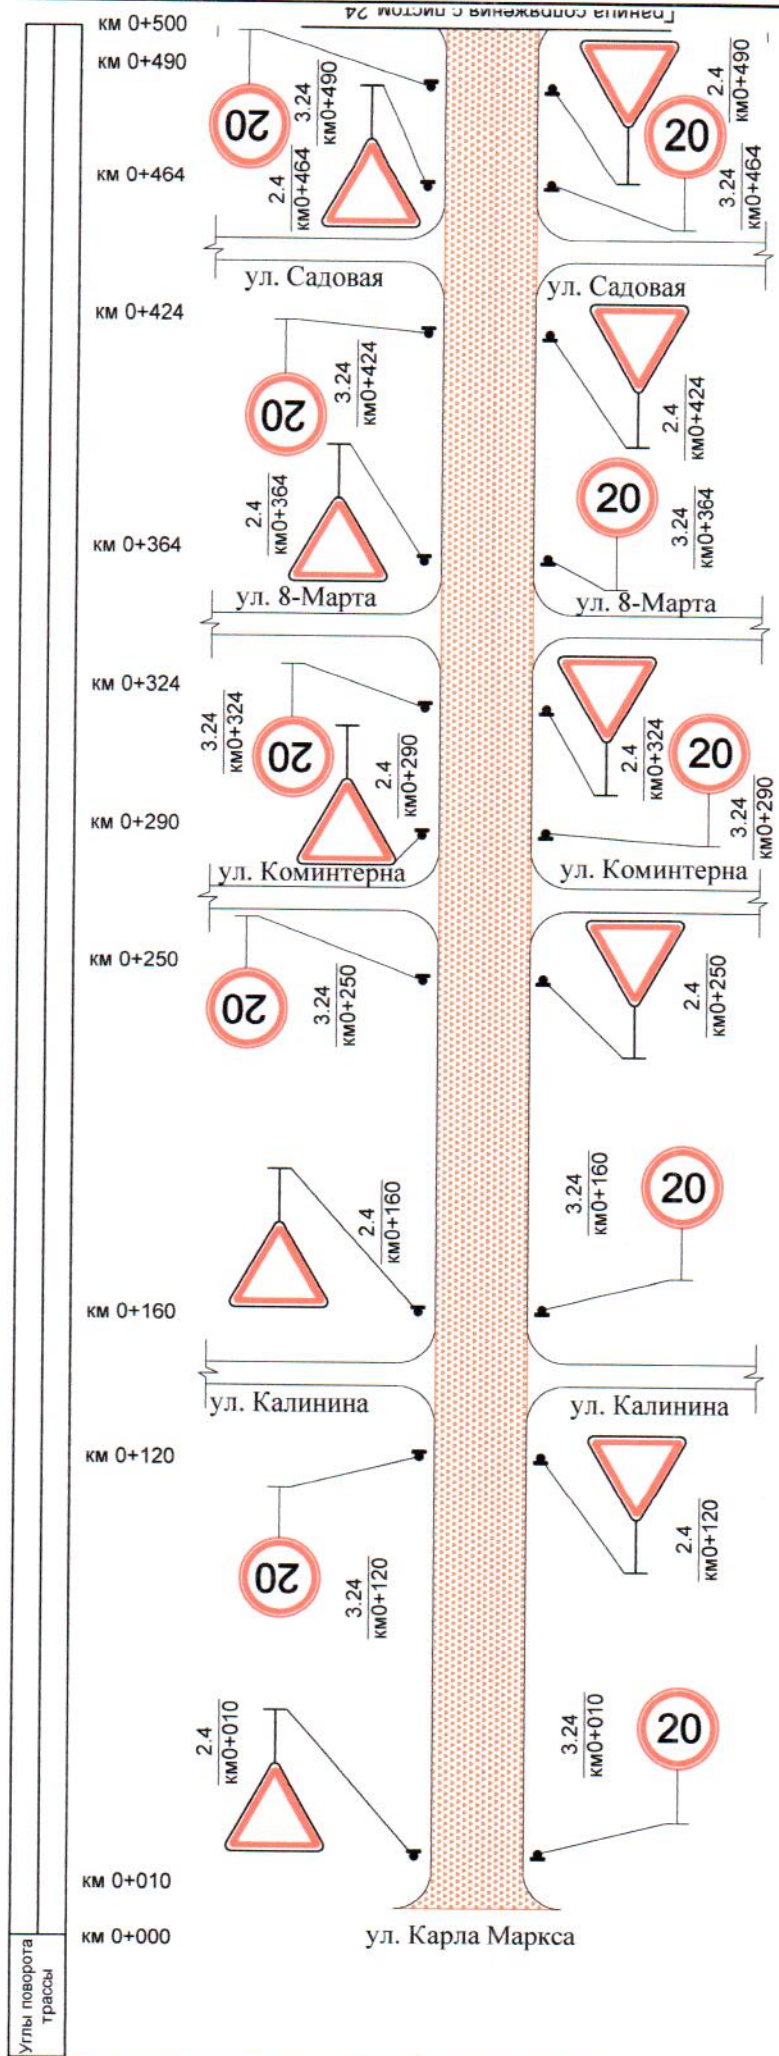 Граница сопряжения с листом 24
км 0+500
км 0+490
20
3.24
км0+490
2.4
км0+490
20
3.24
км0+464
2.4
км0+464
км 0+464
ул. Садовая
ул. Садовая
км 0+424
20
3.24
км0+424
2.4
км0+424
2.4
км0+364
20
3.24
км0+364
км 0+364
ул. 8-Марта
ул. 8-Марта
км 0+324
3.24
км0+324
20
2.4
км0+324
2.4
км0+290
20
3.24
км0+290
км 0+290
ул. Коминтерна
ул. Коминтерна
км 0+250
20
3.24
км0+250
2.4
км0+250
2.4
км0+160
3.24
км0+160
20
км 0+160
ул. Калинина
ул. Калинина
км 0+120
20
3.24
км0+120
2.4
км0+120
2.4
км0+010
3.24
км0+010
20
км 0+010
км 0+000
ул. Карла Маркса
Углы поворота
трассы